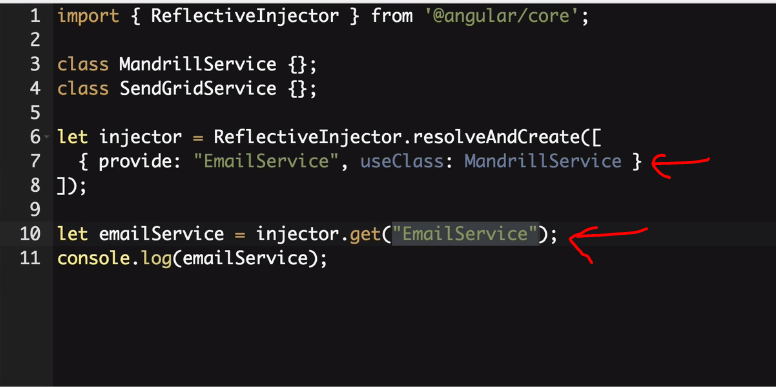 1 import { ReflectiveInjector } from '@angular/core';
2
3 class MandrillService {};
4 class SendGridService {};
5
6 let injector = ReflectiveInjector.resolveAndCreate([
7 { provide: "EmailService", useClass: MandrillService }
8 ]);
9
10 let emailService = injector.get("EmailService");
11 console.log(emailService);